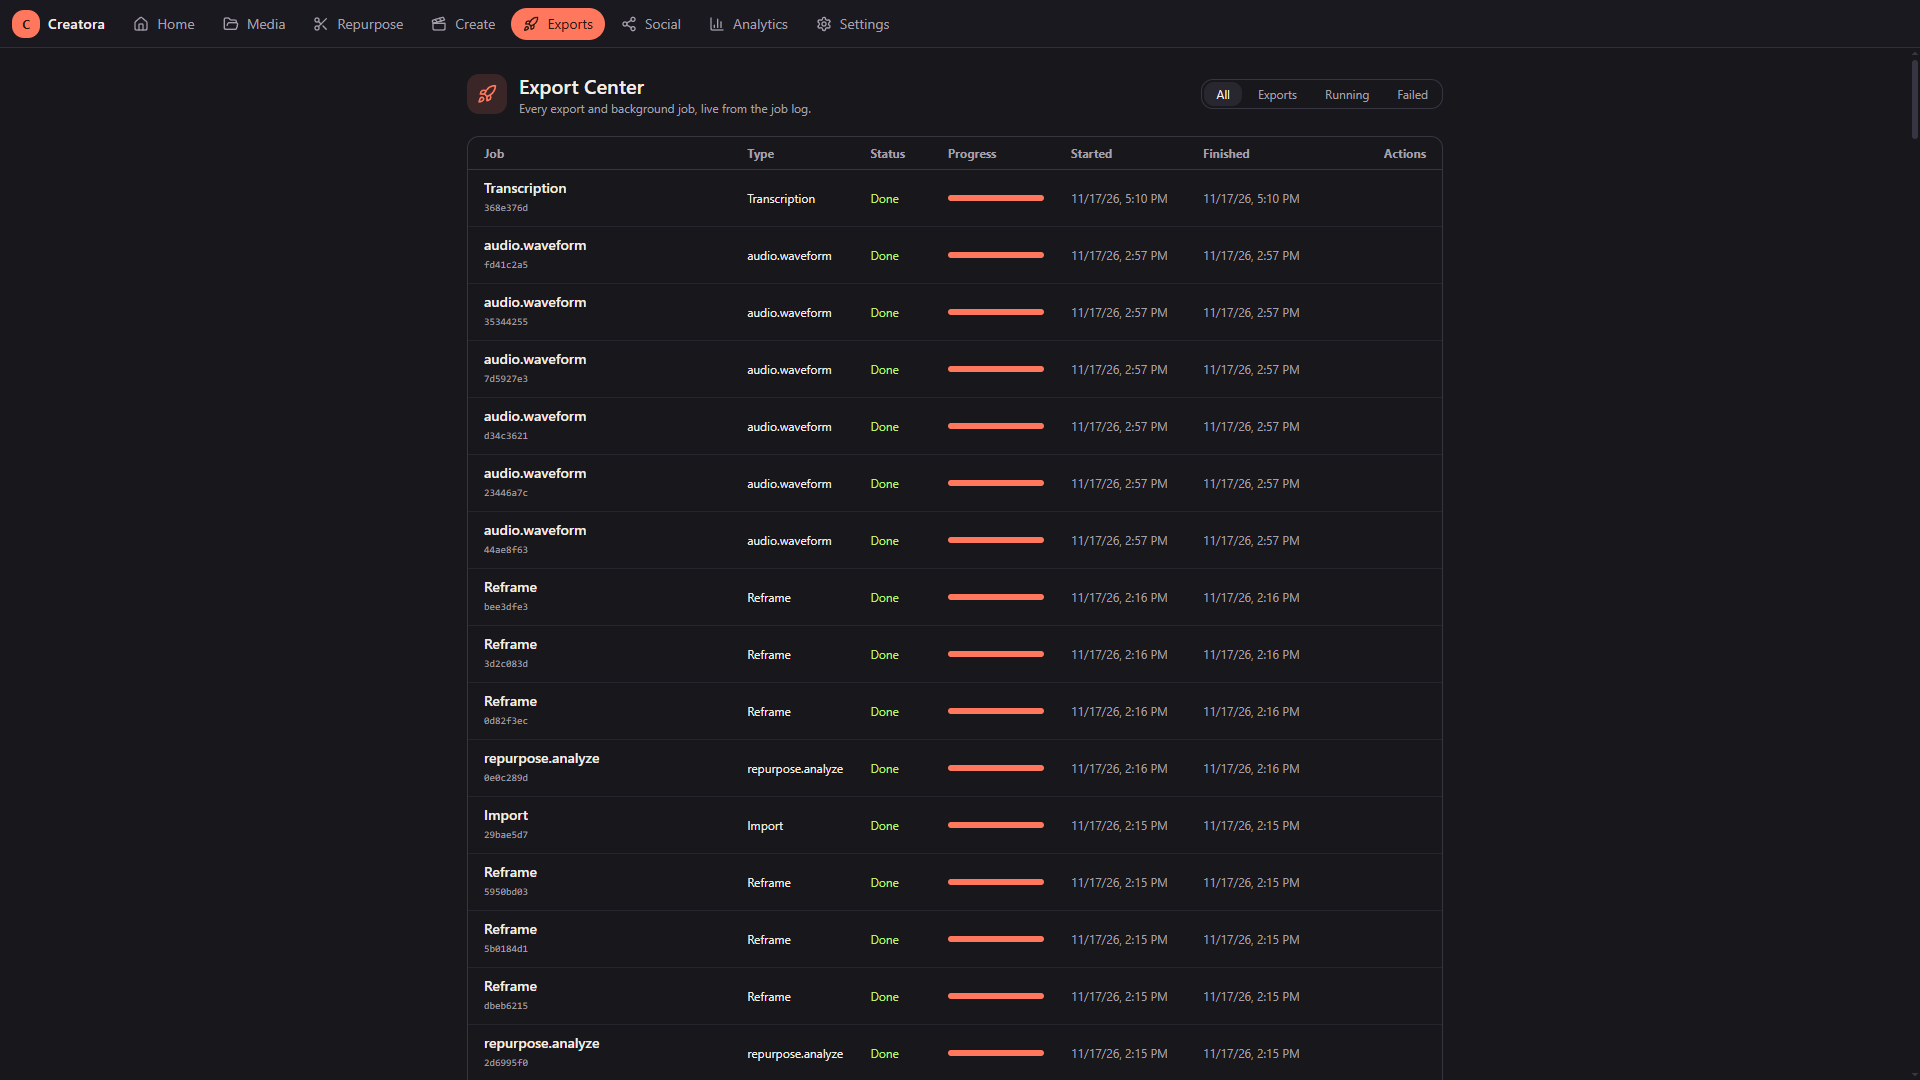 C Creatora Home Media Repurpose Create Exports Social Analytics Settings
Export Center
Every export and background job, live from the job log.
All Exports Running Failed
Job Type Status Progress Started Finished Actions
Transcription
368e376d
Transcription Done 11/17/26, 5:10 PM 11/17/26, 5:10 PM
audio.waveform
fd41c2a5
audio.waveform Done 11/17/26, 2:57 PM 11/17/26, 2:57 PM
audio.waveform
35344255
audio.waveform Done 11/17/26, 2:57 PM 11/17/26, 2:57 PM
audio.waveform
7d5927e3
audio.waveform Done 11/17/26, 2:57 PM 11/17/26, 2:57 PM
audio.waveform
d34c3621
audio.waveform Done 11/17/26, 2:57 PM 11/17/26, 2:57 PM
audio.waveform
23446a7c
audio.waveform Done 11/17/26, 2:57 PM 11/17/26, 2:57 PM
audio.waveform
44ae8f63
audio.waveform Done 11/17/26, 2:57 PM 11/17/26, 2:57 PM
Reframe
bee3dfe3
Reframe Done 11/17/26, 2:16 PM 11/17/26, 2:16 PM
Reframe
3d2c083d
Reframe Done 11/17/26, 2:16 PM 11/17/26, 2:16 PM
Reframe
0d82f3ec
Reframe Done 11/17/26, 2:16 PM 11/17/26, 2:16 PM
repurpose.analyze
0e0c289d
repurpose.analyze Done 11/17/26, 2:16 PM 11/17/26, 2:16 PM
Import
29bae5d7
Import Done 11/17/26, 2:15 PM 11/17/26, 2:15 PM
Reframe
5950bd03
Reframe Done 11/17/26, 2:15 PM 11/17/26, 2:15 PM
Reframe
5b0184d1
Reframe Done 11/17/26, 2:15 PM 11/17/26, 2:15 PM
Reframe
dbeb6215
Reframe Done 11/17/26, 2:15 PM 11/17/26, 2:15 PM
repurpose.analyze
2d6995f0
repurpose.analyze Done 11/17/26, 2:15 PM 11/17/26, 2:15 PM